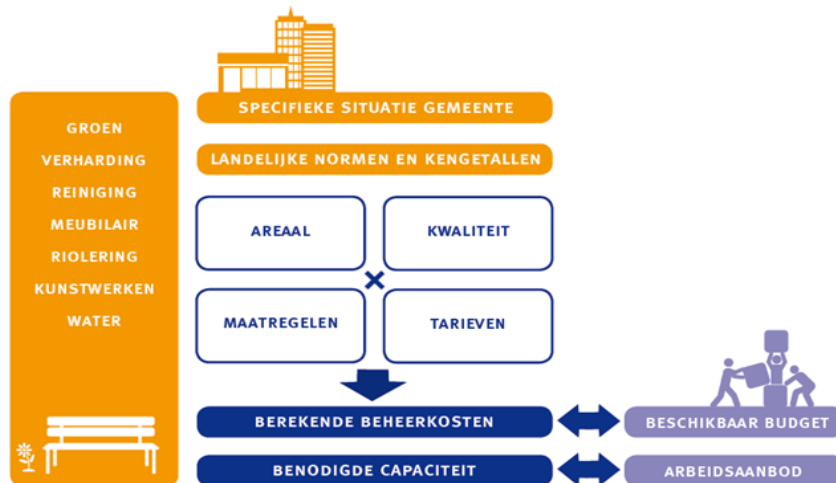 GROEN
VERHARDING
REINIGING
MEUBILAIR
RIOLERING
KUNSTWERKEN
WATER
SPECIFIEKE SITUATIE GEMEENTE
LANDELIJKE NORMEN EN KENGETALLEN
AREAAL
KWALITEIT
MAATREGELEN
TARIEVEN
BEREKENDE BEHEERKOSTEN
BESCHIKBAAR BUDGET
BENODIGDE CAPACITEIT
ARBEIDSAANBOD